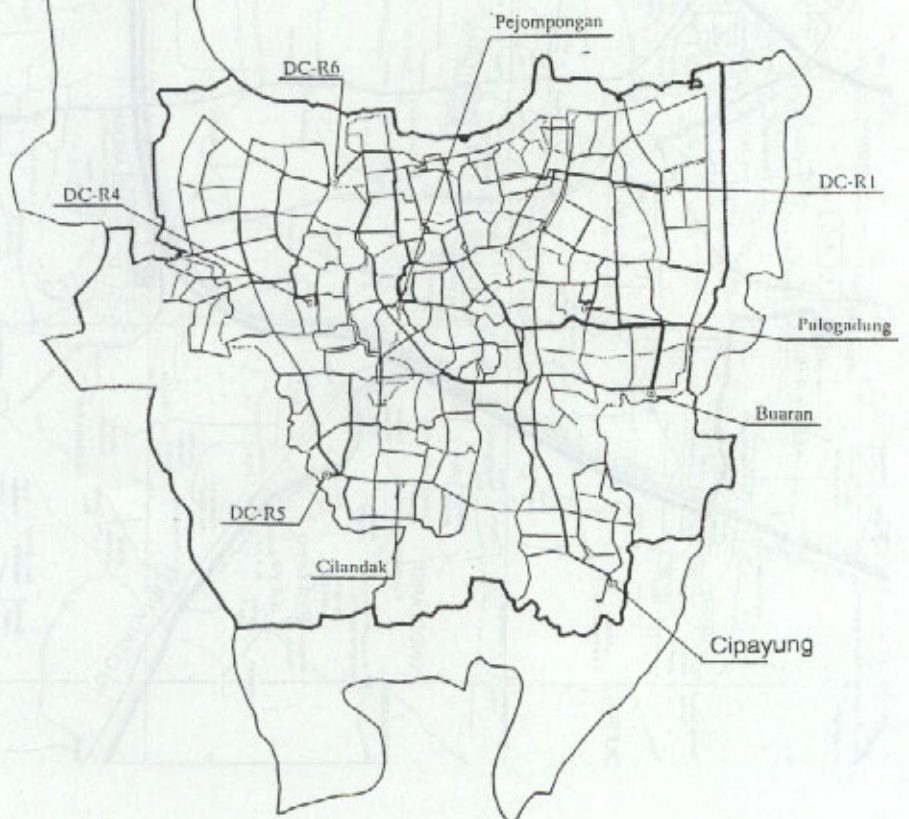 Pejompongan
DC-R6
DC-R4
DC-R1
Pulogadung
Buaran
DC-R5
Cilandak
Cipayung